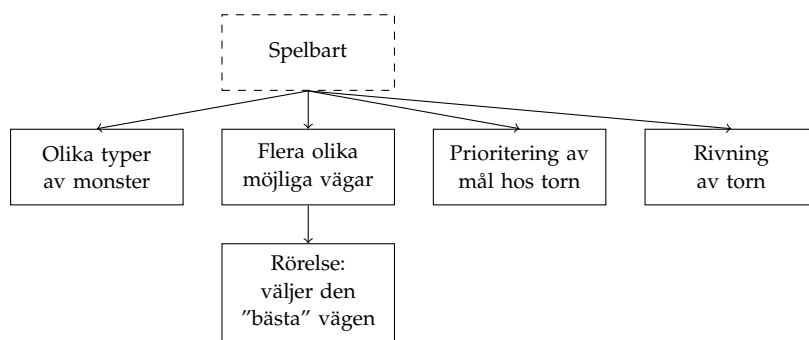 Spelbart
Olika typer
av monster
Flera olika
möjliga vägar
Prioritering av
mål hos torn
Rivning
av torn
Rörelse:
väljer den
”bästa” vägen